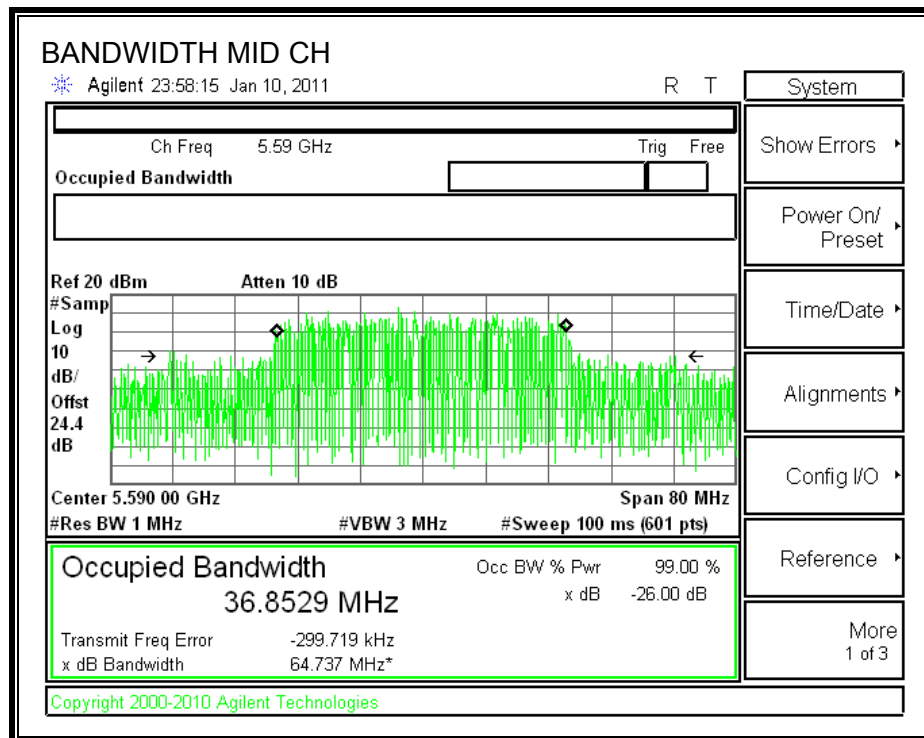 BANDWIDTH MID CH
Agilent 23:58:15 Jan 10, 2011 R T
System
Ch Freq 5.59 GHz Trig Free
Occupied Bandwidth
Show Errors
Power On/
Preset
Time/Date
Alignments
Config I/O
Reference
More
1 of 3
Ref 20 dBm Atten 10 dB
#Samp
Log
10
dB/
Offst
24.4
dB
Center 5.590 00 GHz Span 80 MHz
#Res BW 1 MHz #VBW 3 MHz #Sweep 100 ms (601 pts)
Occupied Bandwidth
36.8529 MHz
Occ BW % Pwr 99.00 %
x dB -26.00 dB
Transmit Freq Error -299.719 kHz
x dB Bandwidth 64.737 MHz*
Copyright 2000-2010 Agilent Technologies